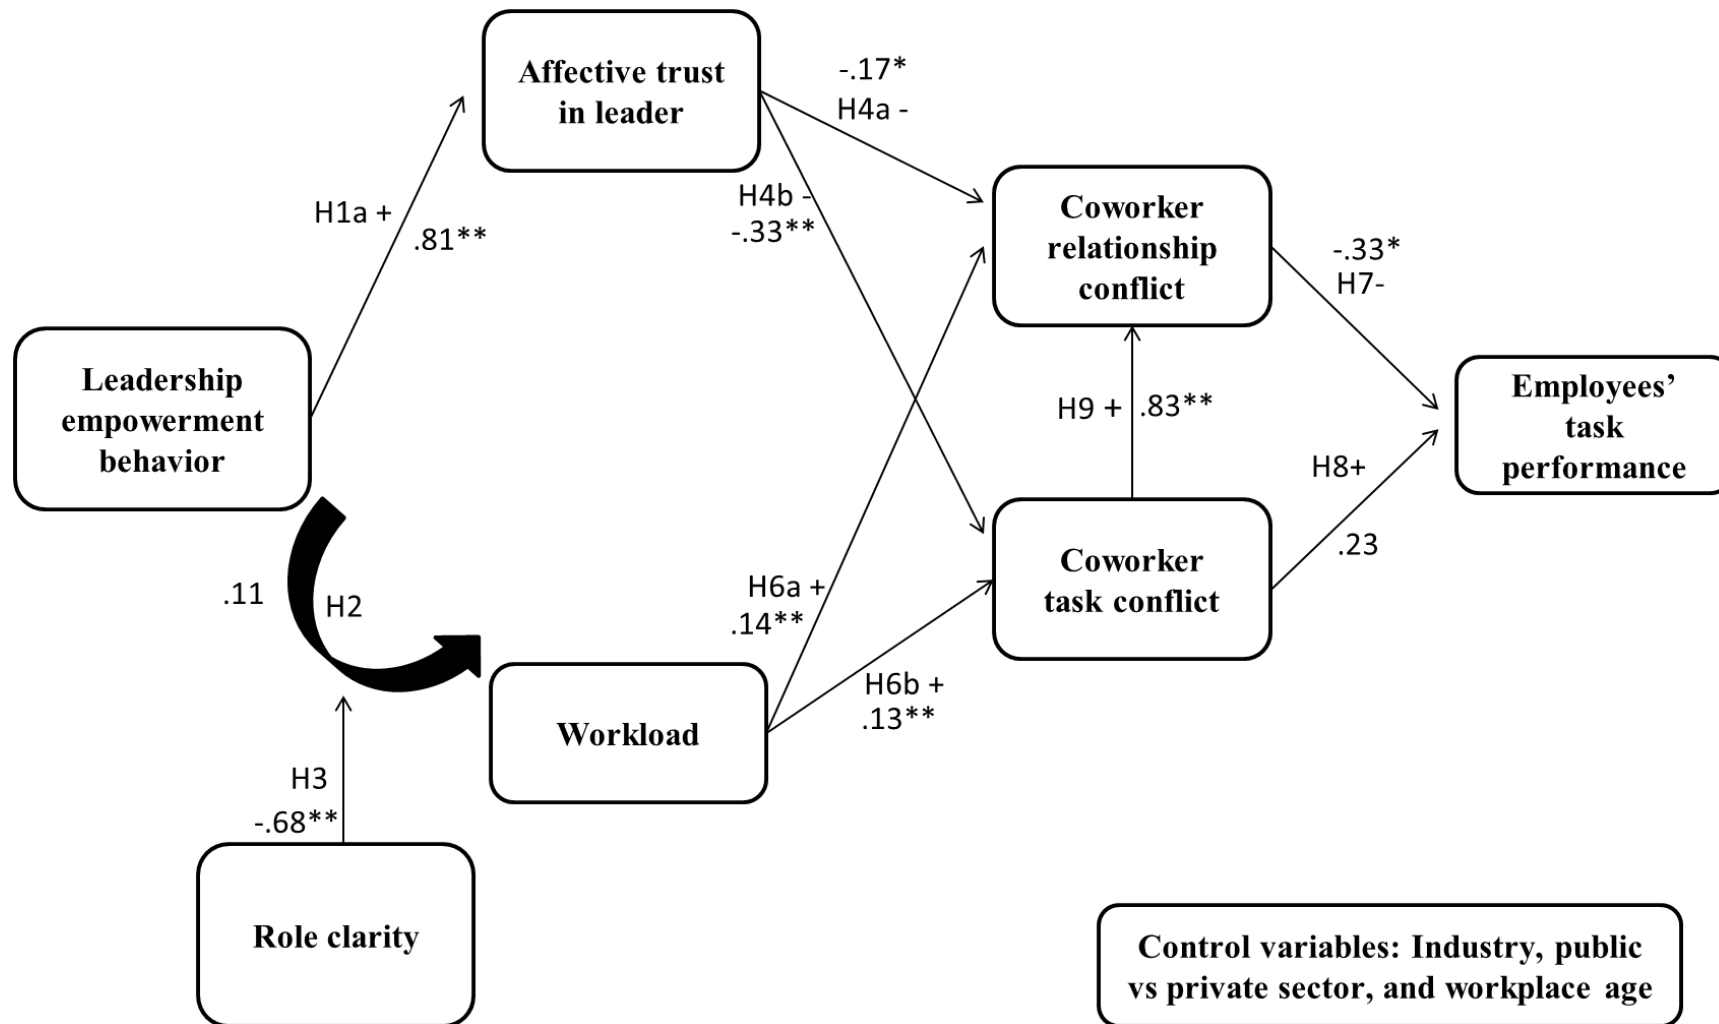 Affective trust
in leader
-.17*
H4a -
H1a +
.81**
H4b -
-.33**
Coworker
relationship
conflict
-.33*
H7-
Leadership
empowerment
behavior
H9 +
.83**
Employees’
task
performance
H8+
.23
.11
H2
H6a +
.14**
Coworker
task conflict
H6b +
.13**
Workload
H3
-.68**
Role clarity
Control variables: Industry, public
vs private sector, and workplace age